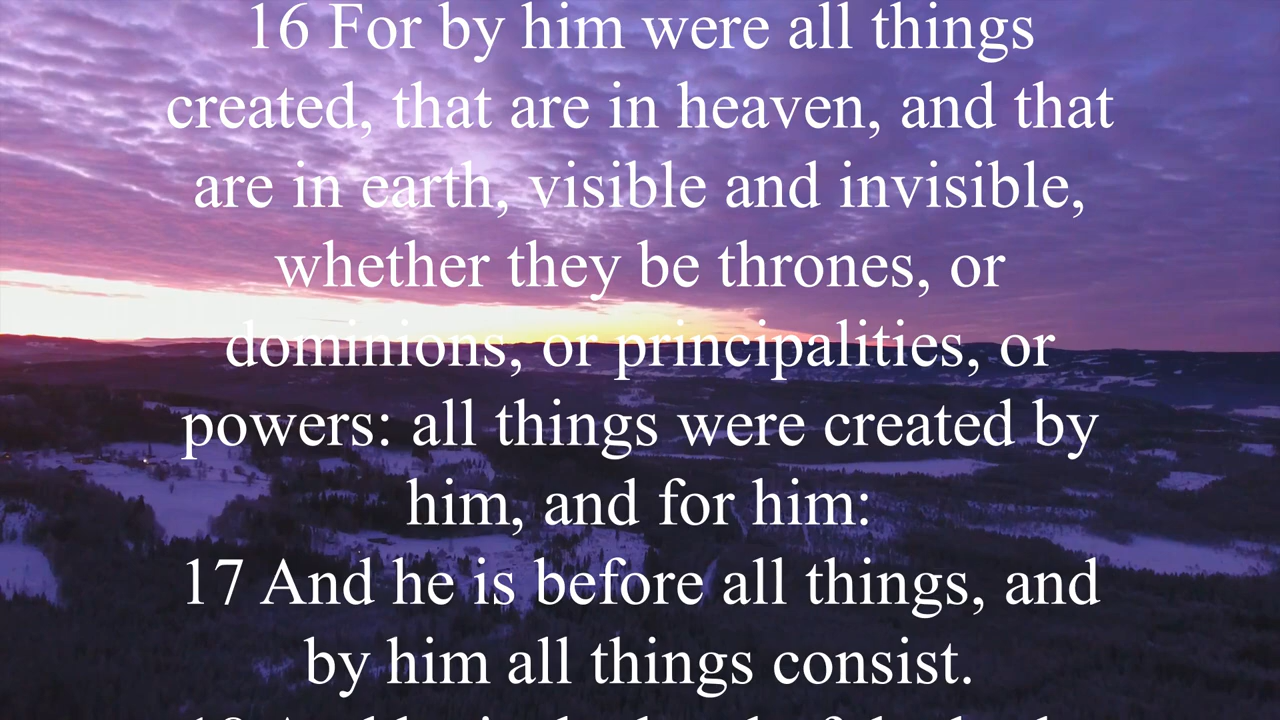 16 For by him were all things
created, that are in heaven, and that
are in earth, visible and invisible,
whether they be thrones, or
dominions, or principalities, or
powers: all things were created by
him, and for him:
17 And he is before all things, and
by him all things consist.